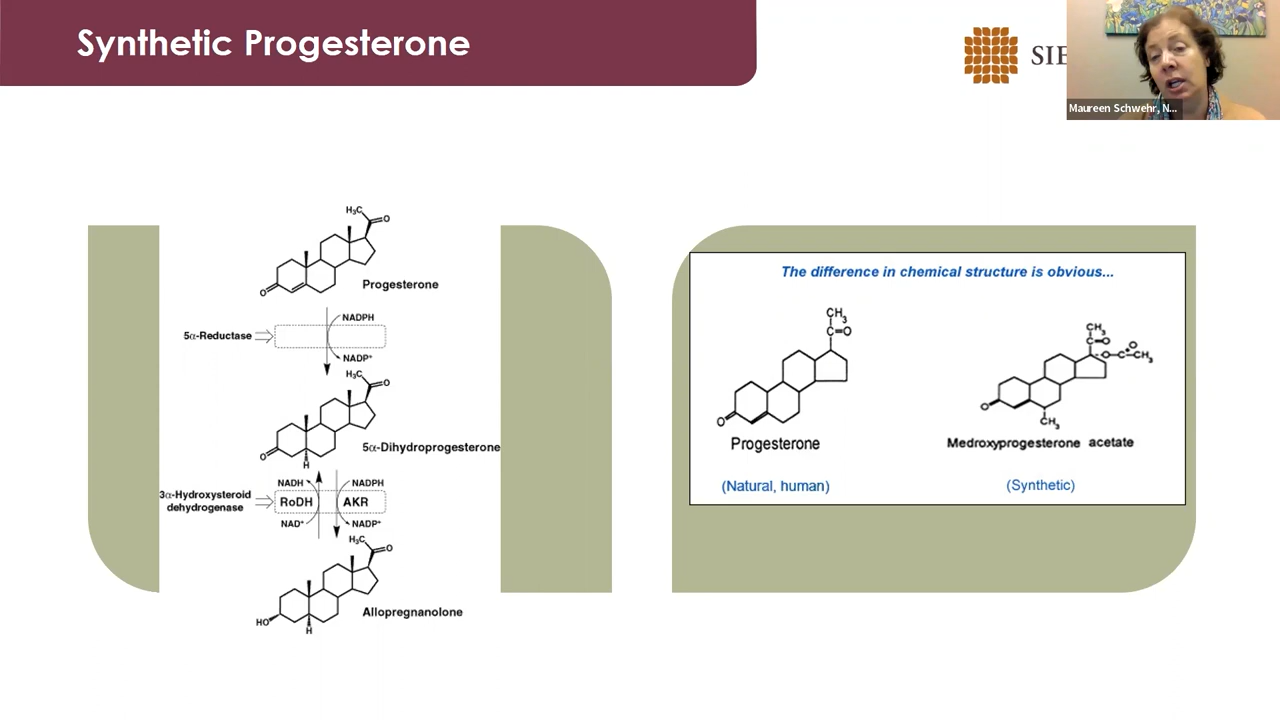 Synthetic Progesterone
SIE
Maureen Schwehr, N...
H₃C
O
O
Progesterone
5α-Reductase
NADPH
NADP⁺
H₃C
O
O
H
5α-Dihydroprogesterone
3α-Hydroxysteroid
dehydrogenase
NADH
NADPH
RoDH
AKR
NAD⁺
NADP⁺
H₃C
O
HO
H
Allopregnanolone
The difference in chemical structure is obvious...
CH₃
C=O
O
Progesterone
(Natural, human)
CH₃
C=O
O
O-C-CH₃
O
CH₃
Medroxyprogesterone acetate
(Synthetic)